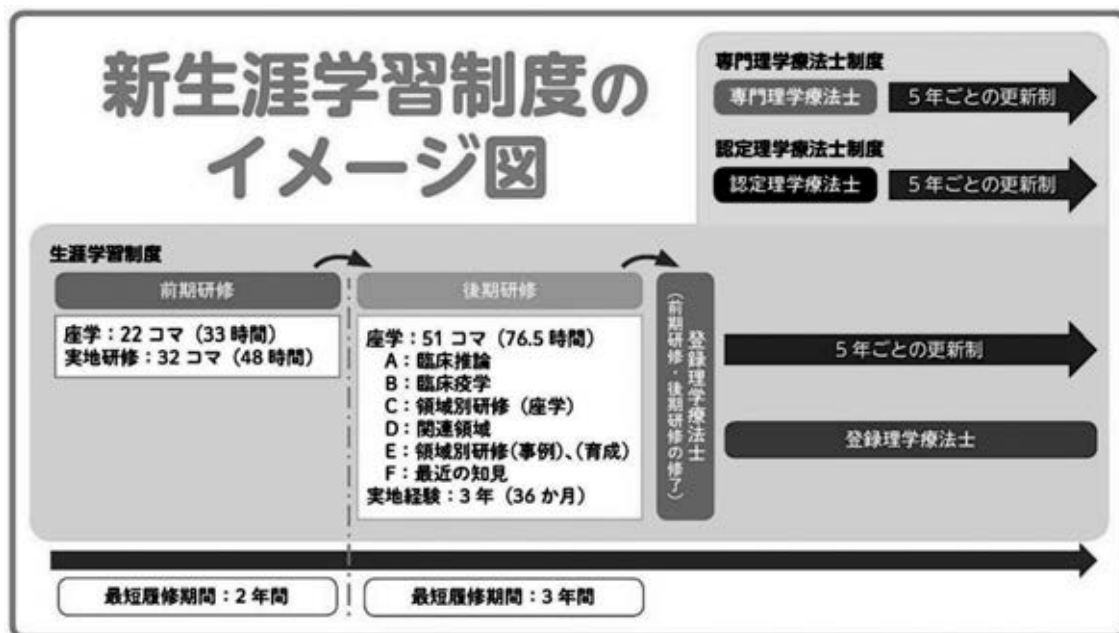 新生涯学習制度の
イメージ図
専門理学療法士制度
専門理学療法士
5年ごとの更新制
認定理学療法士制度
認定理学療法士
5年ごとの更新制
生涯学習制度
前期研修
座学：22コマ（33時間）
実地研修：32コマ（48時間）
後期研修
座学：51コマ（76.5時間）
A：臨床推論
B：臨床疫学
C：領域別研修（座学）
D：関連領域
E：領域別研修（事例）、（育成）
F：最近の知見
実地経験：3年（36か月）
登録理学療法士
（前期研修・後期研修の修了）
5年ごとの更新制
登録理学療法士
最短履修期間：2年間
最短履修期間：3年間